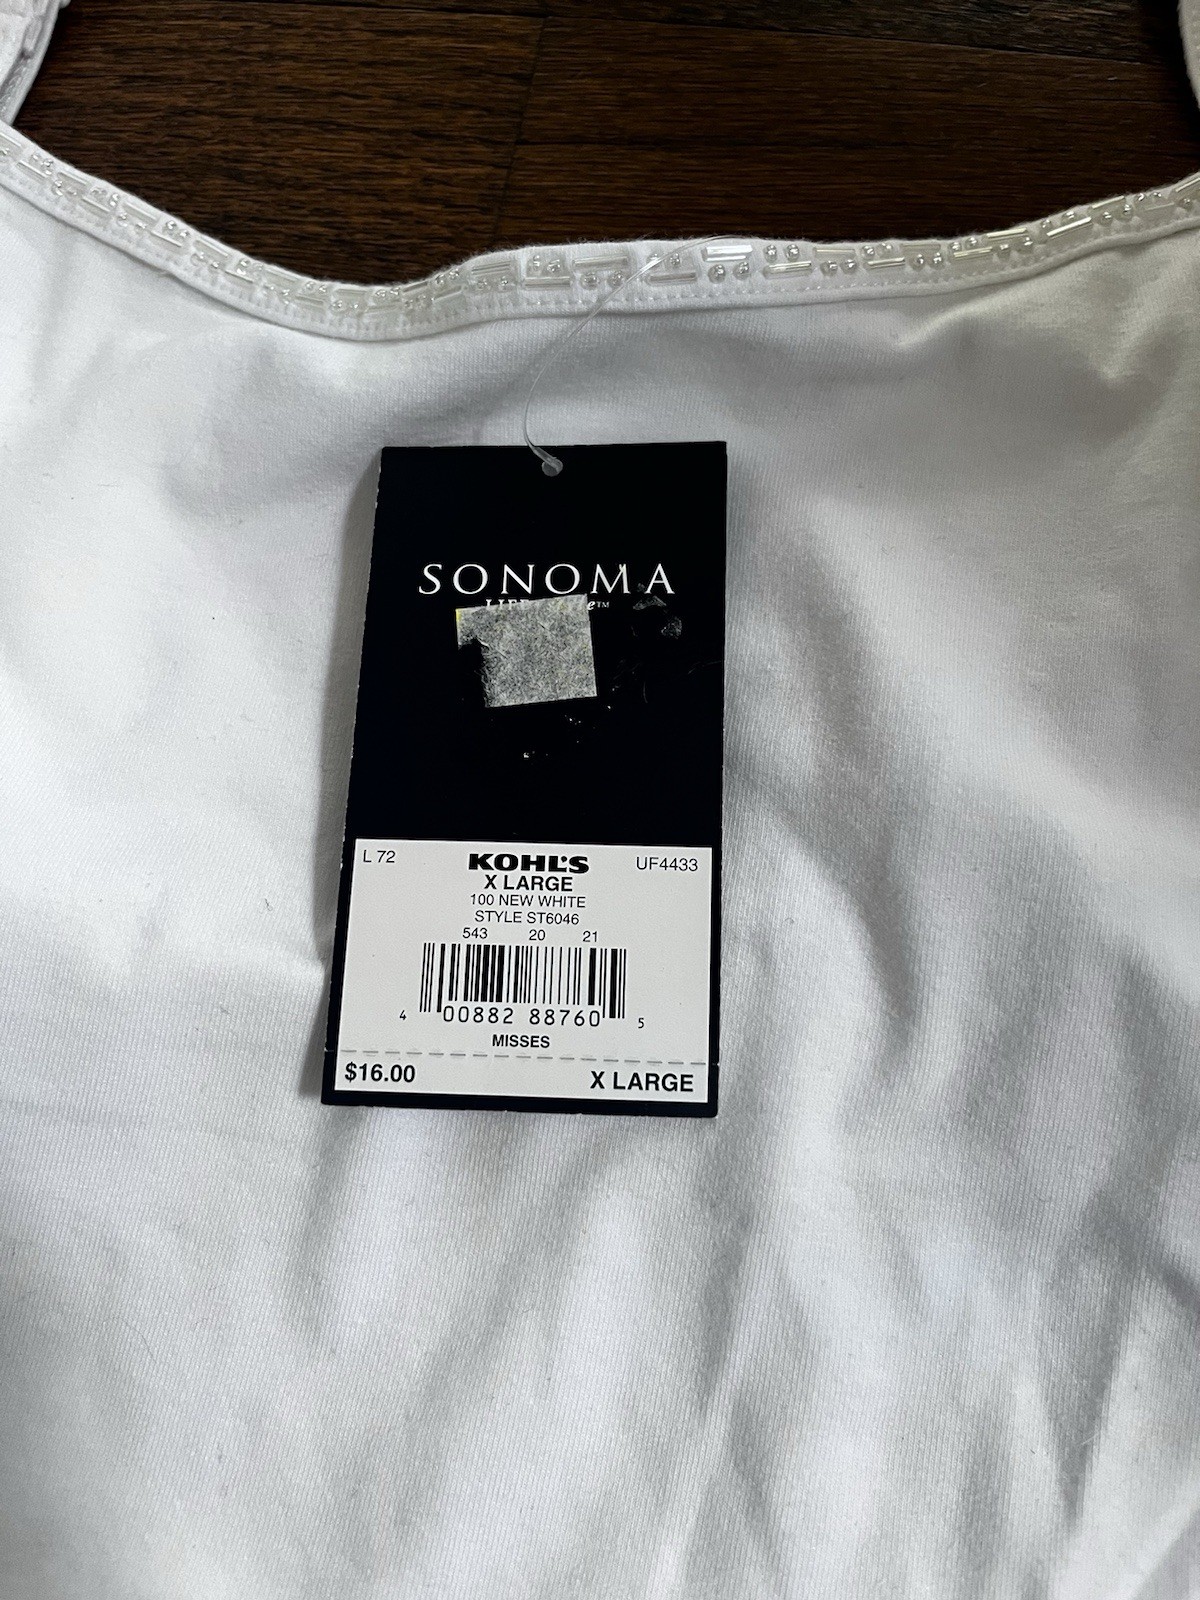 SONOMA
L 72
KOHL'S
UF4433
X LARGE
100 NEW WHITE
STYLE ST6046
543 20 21
4 00882 88760 5
MISSES
$16.00
X LARGE